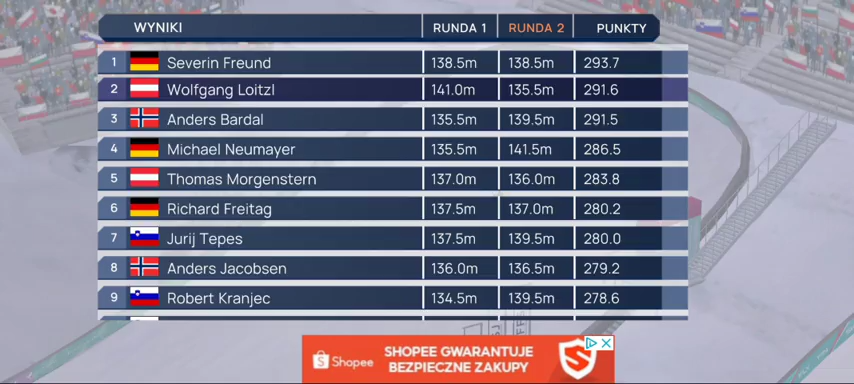 WYNIKI RUNDA 1 RUNDA 2 PUNKTY
1 Severin Freund 138.5m 138.5m 293.7
2 Wolfgang Loitzl 141.0m 135.5m 291.6
3 Anders Bardal 135.5m 139.5m 291.5
4 Michael Neumayer 135.5m 141.5m 286.5
5 Thomas Morgenstern 137.0m 136.0m 283.8
6 Richard Freitag 137.5m 137.0m 280.2
7 Jurij Tepes 137.5m 139.5m 280.0
8 Anders Jacobsen 136.0m 136.5m 279.2
9 Robert Kranjec 134.5m 139.5m 278.6
Shopee
SHOPEE GWARANTUJE
BEZPIECZNE ZAKUPY
S